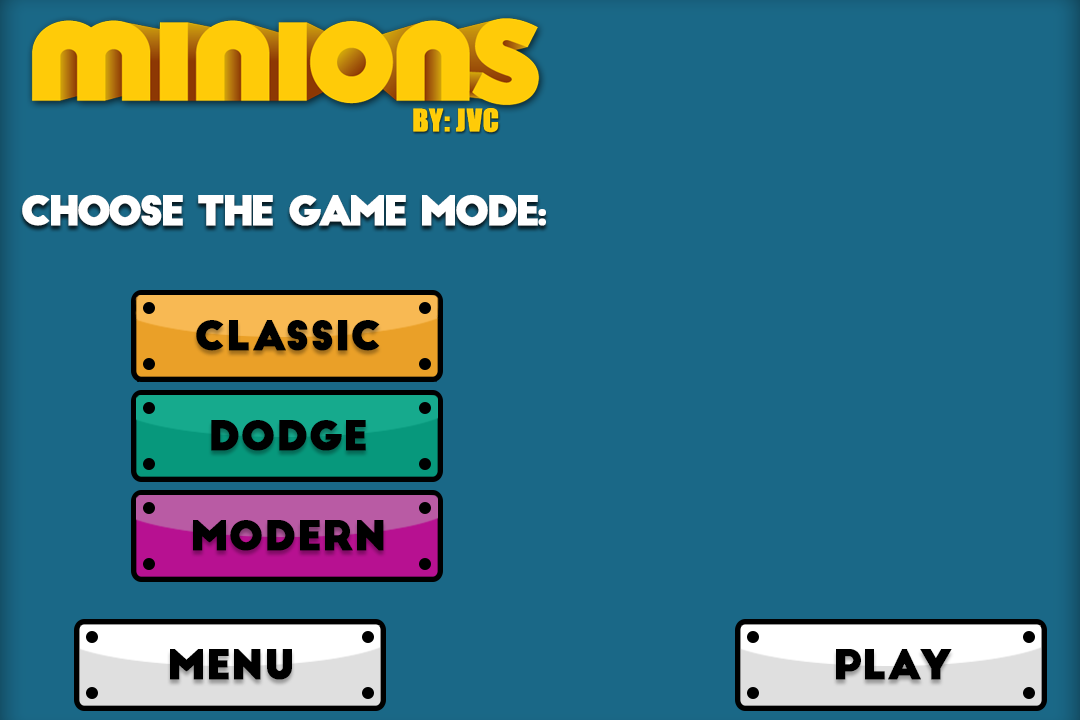 MINIONS
BY: JVC
CHOOSE THE GAME MODE:
CLASSIC
DODGE
MODERN
MENU
PLAY